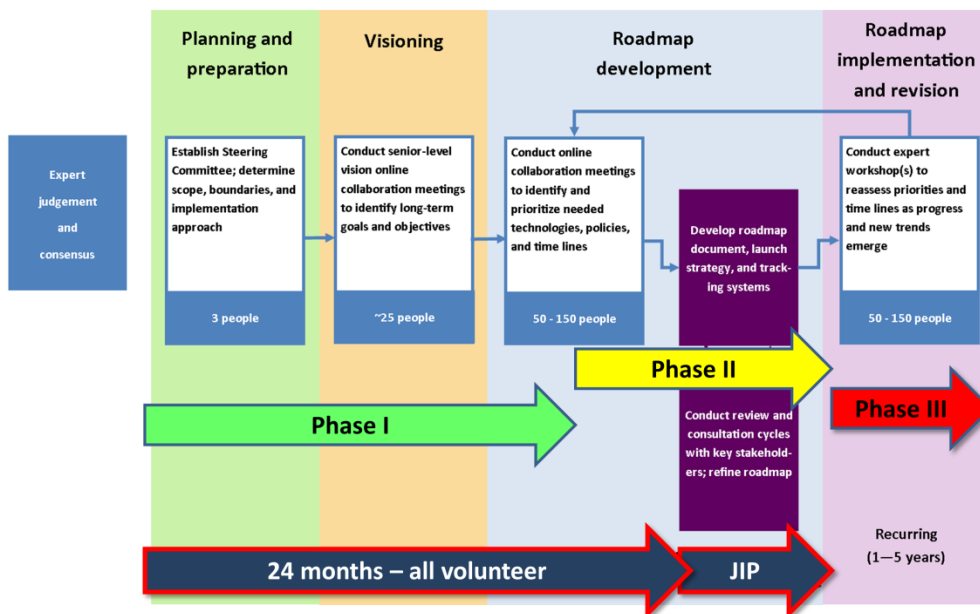 Planning and
preparation
Visioning
Roadmap
development
Roadmap
implementation
and revision
Expert
judgement
and
consensus
Establish Steering
Committee; determine
scope, boundaries, and
implementation
approach
3 people
Conduct senior-level
vision online
collaboration meetings
to identify long-term
goals and objectives
~25 people
Conduct online
collaboration meetings
to identify and
prioritize needed
technologies, policies,
and time lines
50 - 150 people
Develop roadmap
document, launch
strategy, and track-
ing systems
Conduct expert
workshop(s) to
reassess priorities and
time lines as progress
and new trends
emerge
50 - 150 people
Phase II
Phase III
Phase I
Conduct review and
consultation cycles
with key stakehold-
ers; refine roadmap
Recurring
(1—5 years)
24 months – all volunteer
JIP